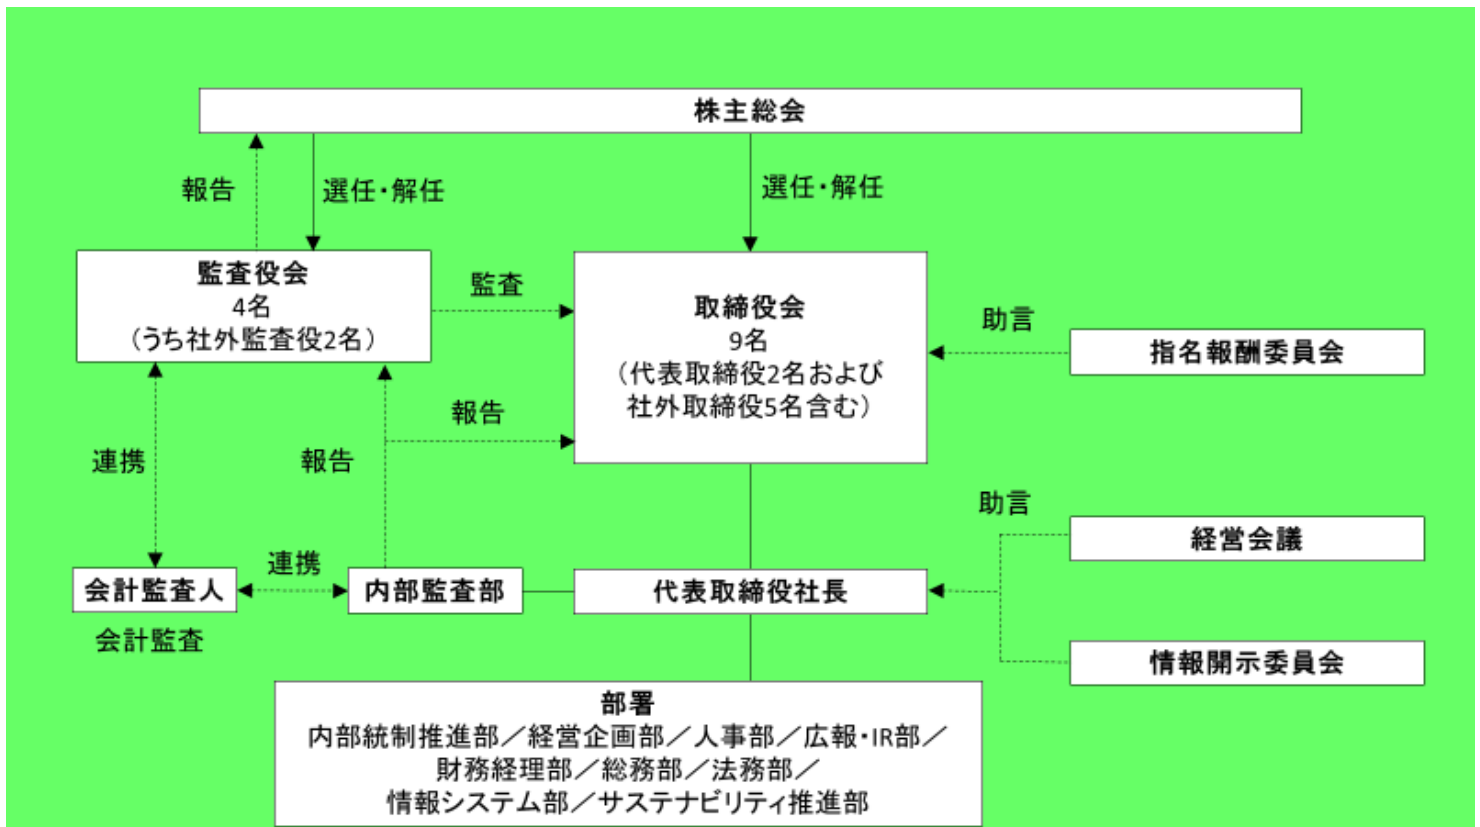 株主総会
報告
選任・解任
選任・解任
監査役会
4名
(うち社外監査役2名)
監査
取締役会
9名
(代表取締役2名および
社外取締役5名含む)
助言
指名報酬委員会
報告
連携
報告
助言
経営会議
連携
会計監査人
内部監査部
代表取締役社長
会計監査
情報開示委員会
部署
内部統制推進部/経営企画部/人事部/広報・IR部/
財務経理部/総務部/法務部/
情報システム部/サステナビリティ推進部